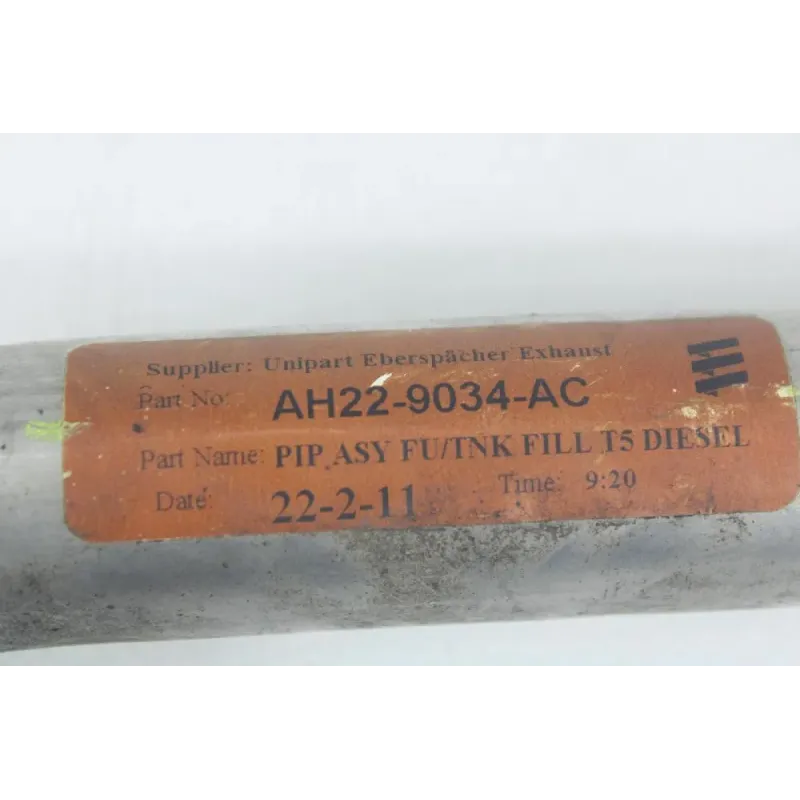 Supplier: Unipart Eberspächer Exhaust
Part No: AH22-9034-AC
Part Name: PIP ASY FU/TNK FILL T5 DIESEL
Date: 22-2-11 Time: 9:20